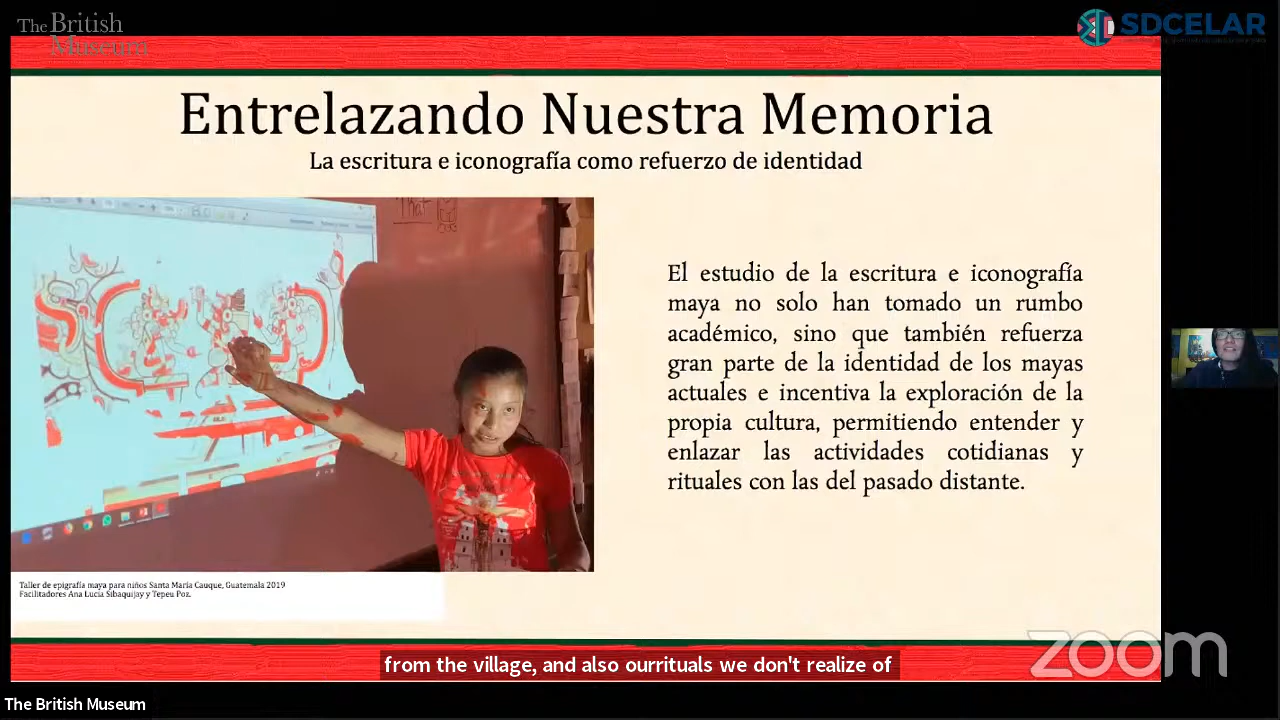 The British
Museum
SDCELAR
Entrelazando Nuestra Memoria
La escritura e iconografía como refuerzo de identidad
That
El estudio de la escritura e iconografía
maya no solo han tomado un rumbo
académico, sino que también refuerza
gran parte de la identidad de los mayas
actuales e incentiva la exploración de la
propia cultura, permitiendo entender y
enlazar las actividades cotidianas y
rituales con las del pasado distante.
Taller de epigrafía maya para niños Santa María Cauque, Guatemala 2019
Facilitadores Ana Lucía Sibaquijay y Tepeu Poz.
from the village, and also ourrituals we don't realize of
zoom
The British Museum